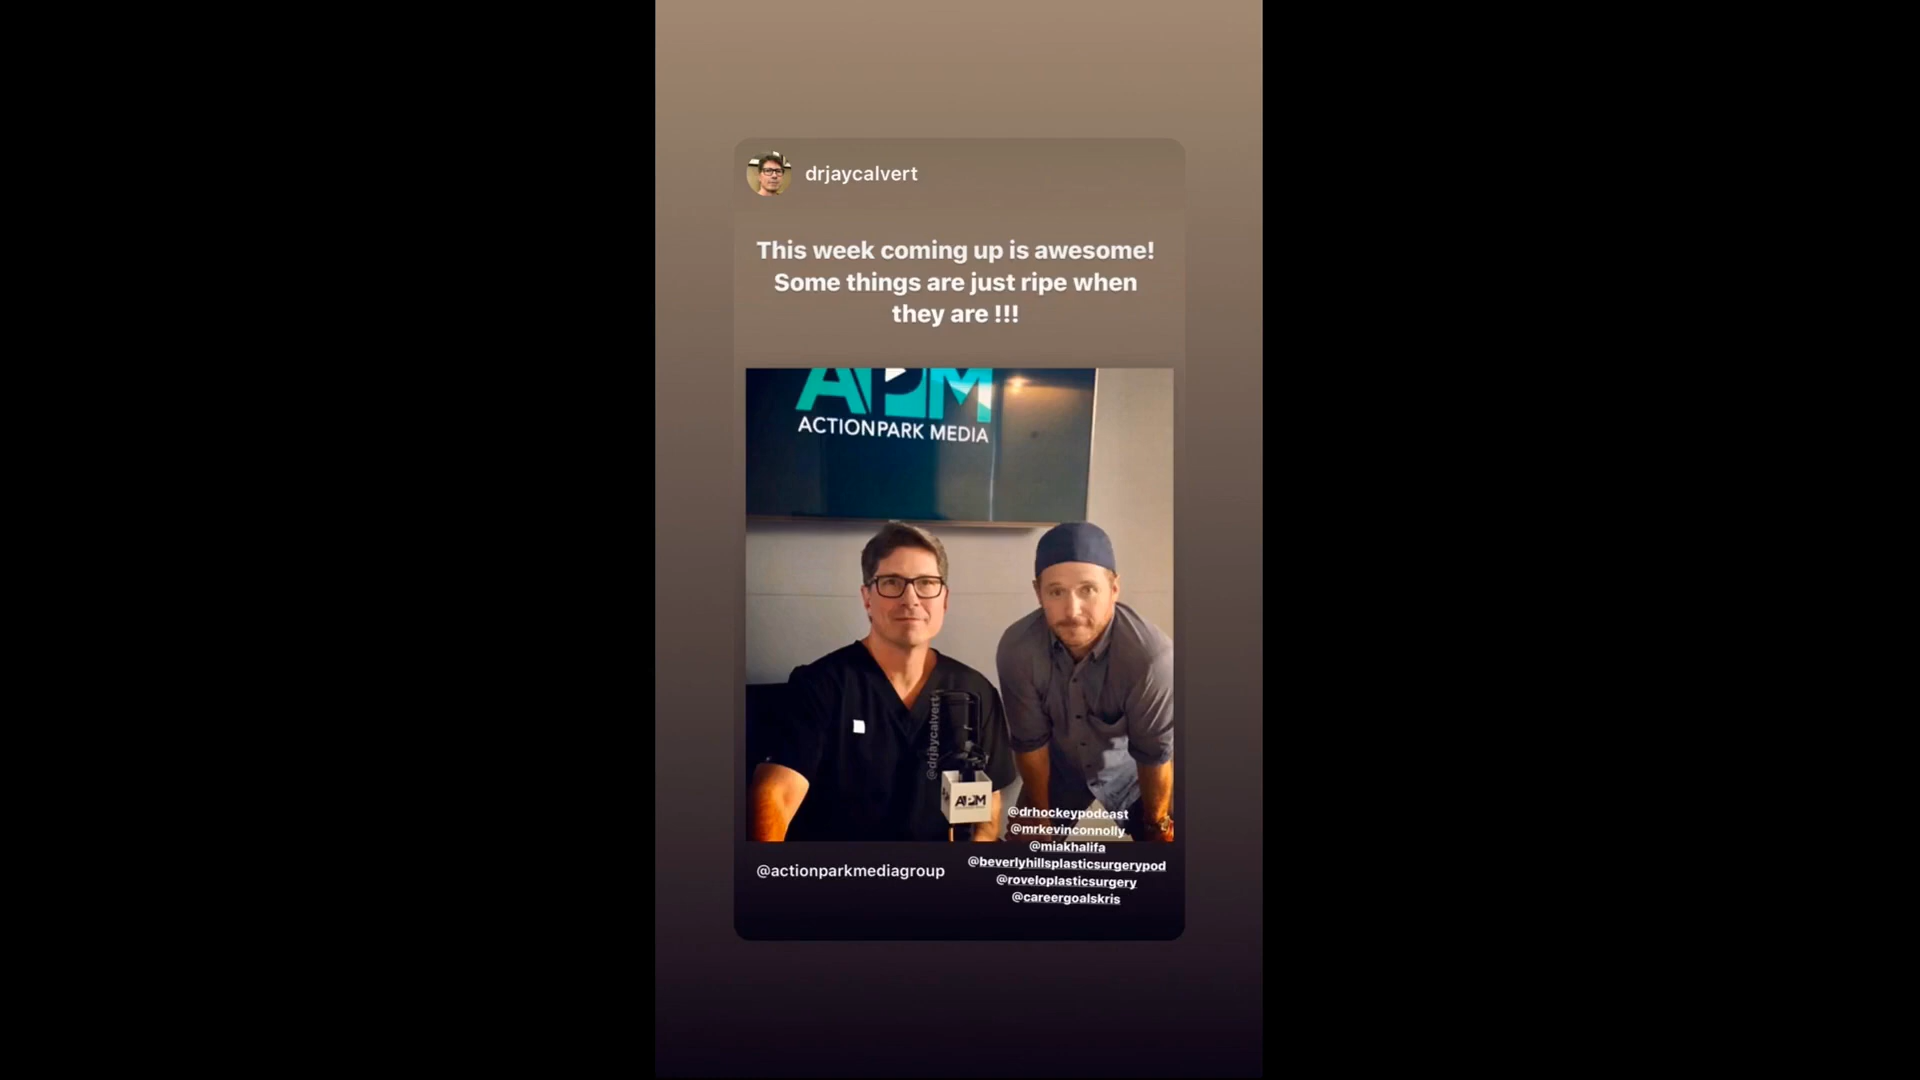 drjaycalvert
This week coming up is awesome!
Some things are just ripe when
they are !!!
APM
ACTIONPARK MEDIA
@drjaycalvert
APM
@drhockeypodcast
@mrkevinconnolly
@miakhalifa
@beverlyhillsplasticsurgerypod
@roveloplasticsurgery
@careergoalskris
@actionparkmediagroup